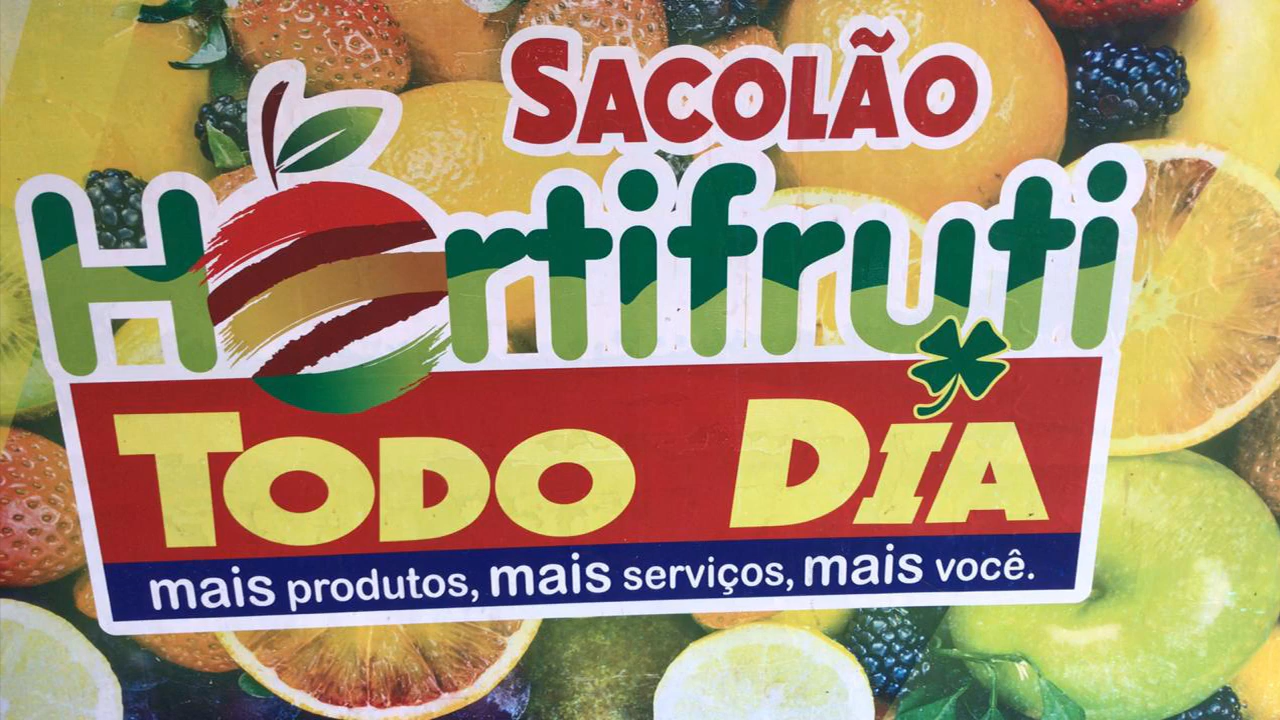 SACOLÃO
Hortifruti
TODO DIA
mais produtos, mais serviços, mais você.